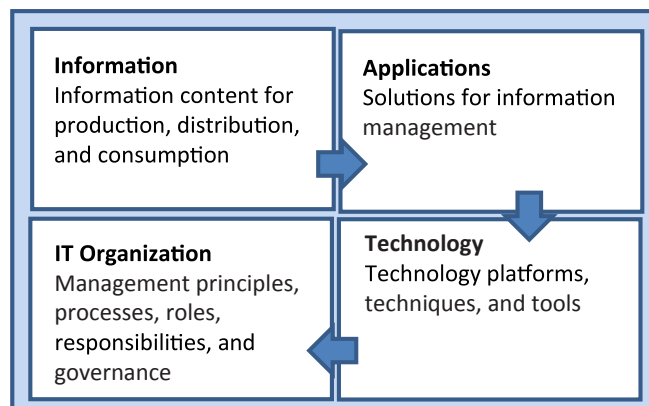 Information
Information content for
production, distribution,
and consumption
Applications
Solutions for information
management
IT Organization
Management principles,
processes, roles,
responsibilities, and
governance
Technology
Technology platforms,
techniques, and tools